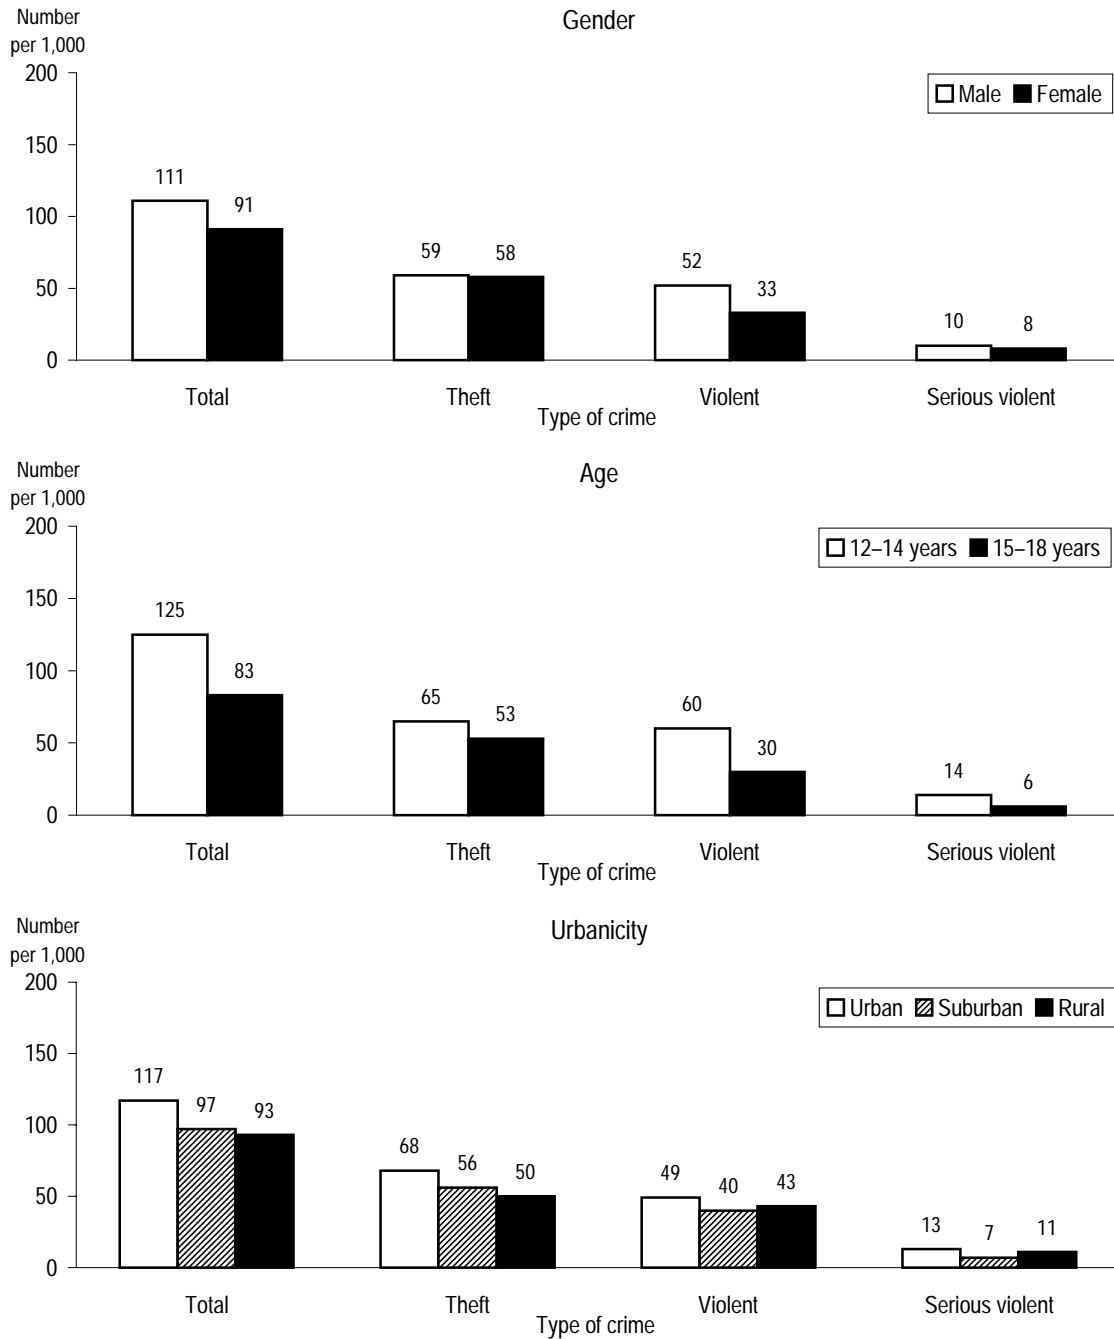 Number
per 1,000
Gender
200
Male Female
150
111
91
100
59 58
52
50
33
10 8
0
Total Theft Violent Serious violent
Type of crime
Number
per 1,000
Age
200
12–14 years 15–18 years
150
125
100
83
65
53
60
50
30
14
6
0
Total Theft Violent Serious violent
Type of crime
Number
per 1,000
Urbanicity
200
Urban Suburban Rural
150
117
97 93
100
68
56
50
49
40
43
50
13
7
11
0
Total Theft Violent Serious violent
Type of crime